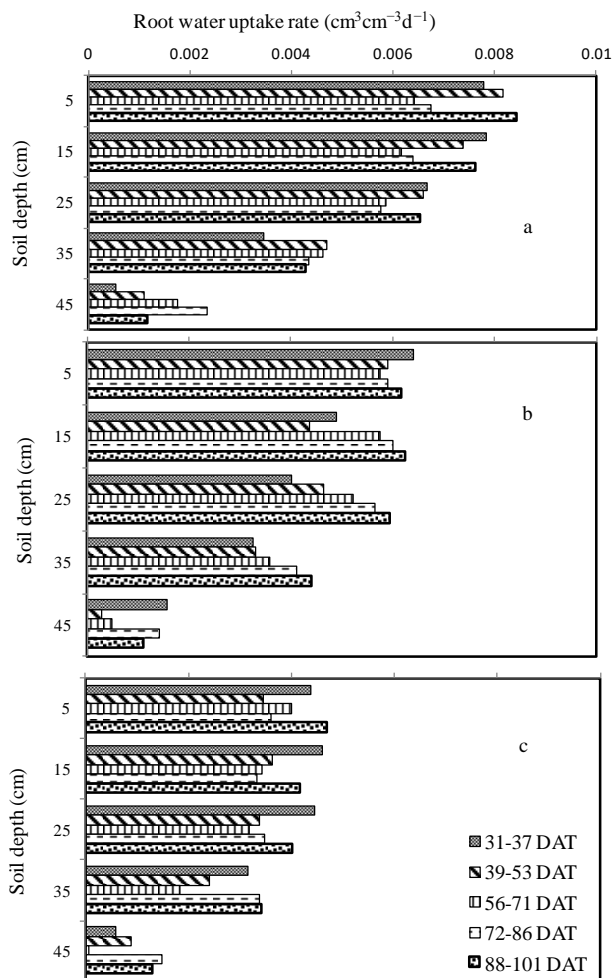 Root water uptake rate (cm³cm⁻³d⁻¹)
0 0.002 0.004 0.006 0.008 0.01
Soil depth (cm)
5
15
25
35
45
a
Soil depth (cm)
5
15
25
35
45
b
Soil depth (cm)
5
15
25
35
45
c
31-37 DAT
39-53 DAT
56-71 DAT
72-86 DAT
88-101 DAT